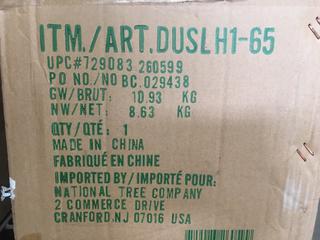 ITM./ART.DUSLH1-65
UPC#729083 260599
PO NO./NO BC.029438
GW/BRUT: 10.93 KG
NW/NET: 8.63 KG
QTY/QTÉ: 1
MADE IN CHINA
FABRIQUÉ EN CHINE
IMPORTED BY/IMPORTÉ POUR:
NATIONAL TREE COMPANY
2 COMMERCE DRIVE
CRANFORD.NJ 07016 USA